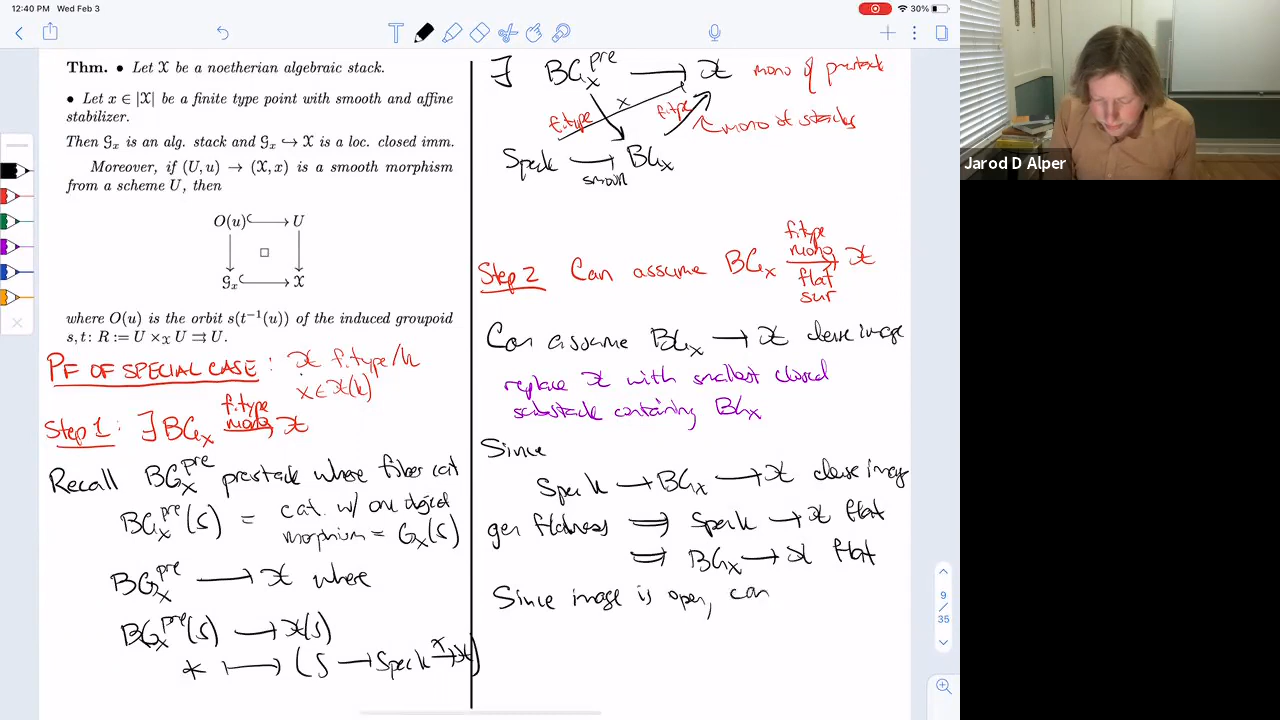 12:40 PM Wed Feb 3
30%
Thm. • Let 𝒳 be a noetherian algebraic stack.
• Let x ∈ |𝒳| be a finite type point with smooth and affine
stabilizer.
Then 𝒢ₓ is an alg. stack and 𝒢ₓ ↪ 𝒳 is a loc. closed imm.
Moreover, if (U, u) → (𝒳, x) is a smooth morphism
from a scheme U, then
O(u) ↪ U
↓ □ ↓
𝒢ₓ ↪ 𝒳
where O(u) is the orbit s(t⁻¹(u)) of the induced groupoid
s, t: R := U ×_𝒳 U ⇉ U.
PF OF SPECIAL CASE: 𝒳 f.type/k
x∈𝒳(k)
f.type
Step 1: ∃ BGₓ mono→ 𝒳
Recall BGₓ^pre prestack where fiber cat
BGₓ^pre(S) = cat. w/ one object
morphism = Gₓ(S)
BGₓ^pre → 𝒳 where
BGₓ^pre(S) → 𝒳(S)
* ↦ (S → Spec k x→ 𝒳)
∃ BGₓ^pre → 𝒳 mono of prestack
x
f.type f.type mono of stacks
Spec k → BGₓ
smooth
f.type
mono
Step 2 Can assume BGₓ → 𝒳
flat
sur
Can assume BGₓ → 𝒳 dense image
replace 𝒳 with smallest closed
substack containing BGₓ
Since
Spec k → BGₓ → 𝒳 dense image
gen flatness ⟹ Spec k → 𝒳 flat
⟹ BGₓ → 𝒳 flat
Since image is open, can
9
/
35
Jarod D Alper